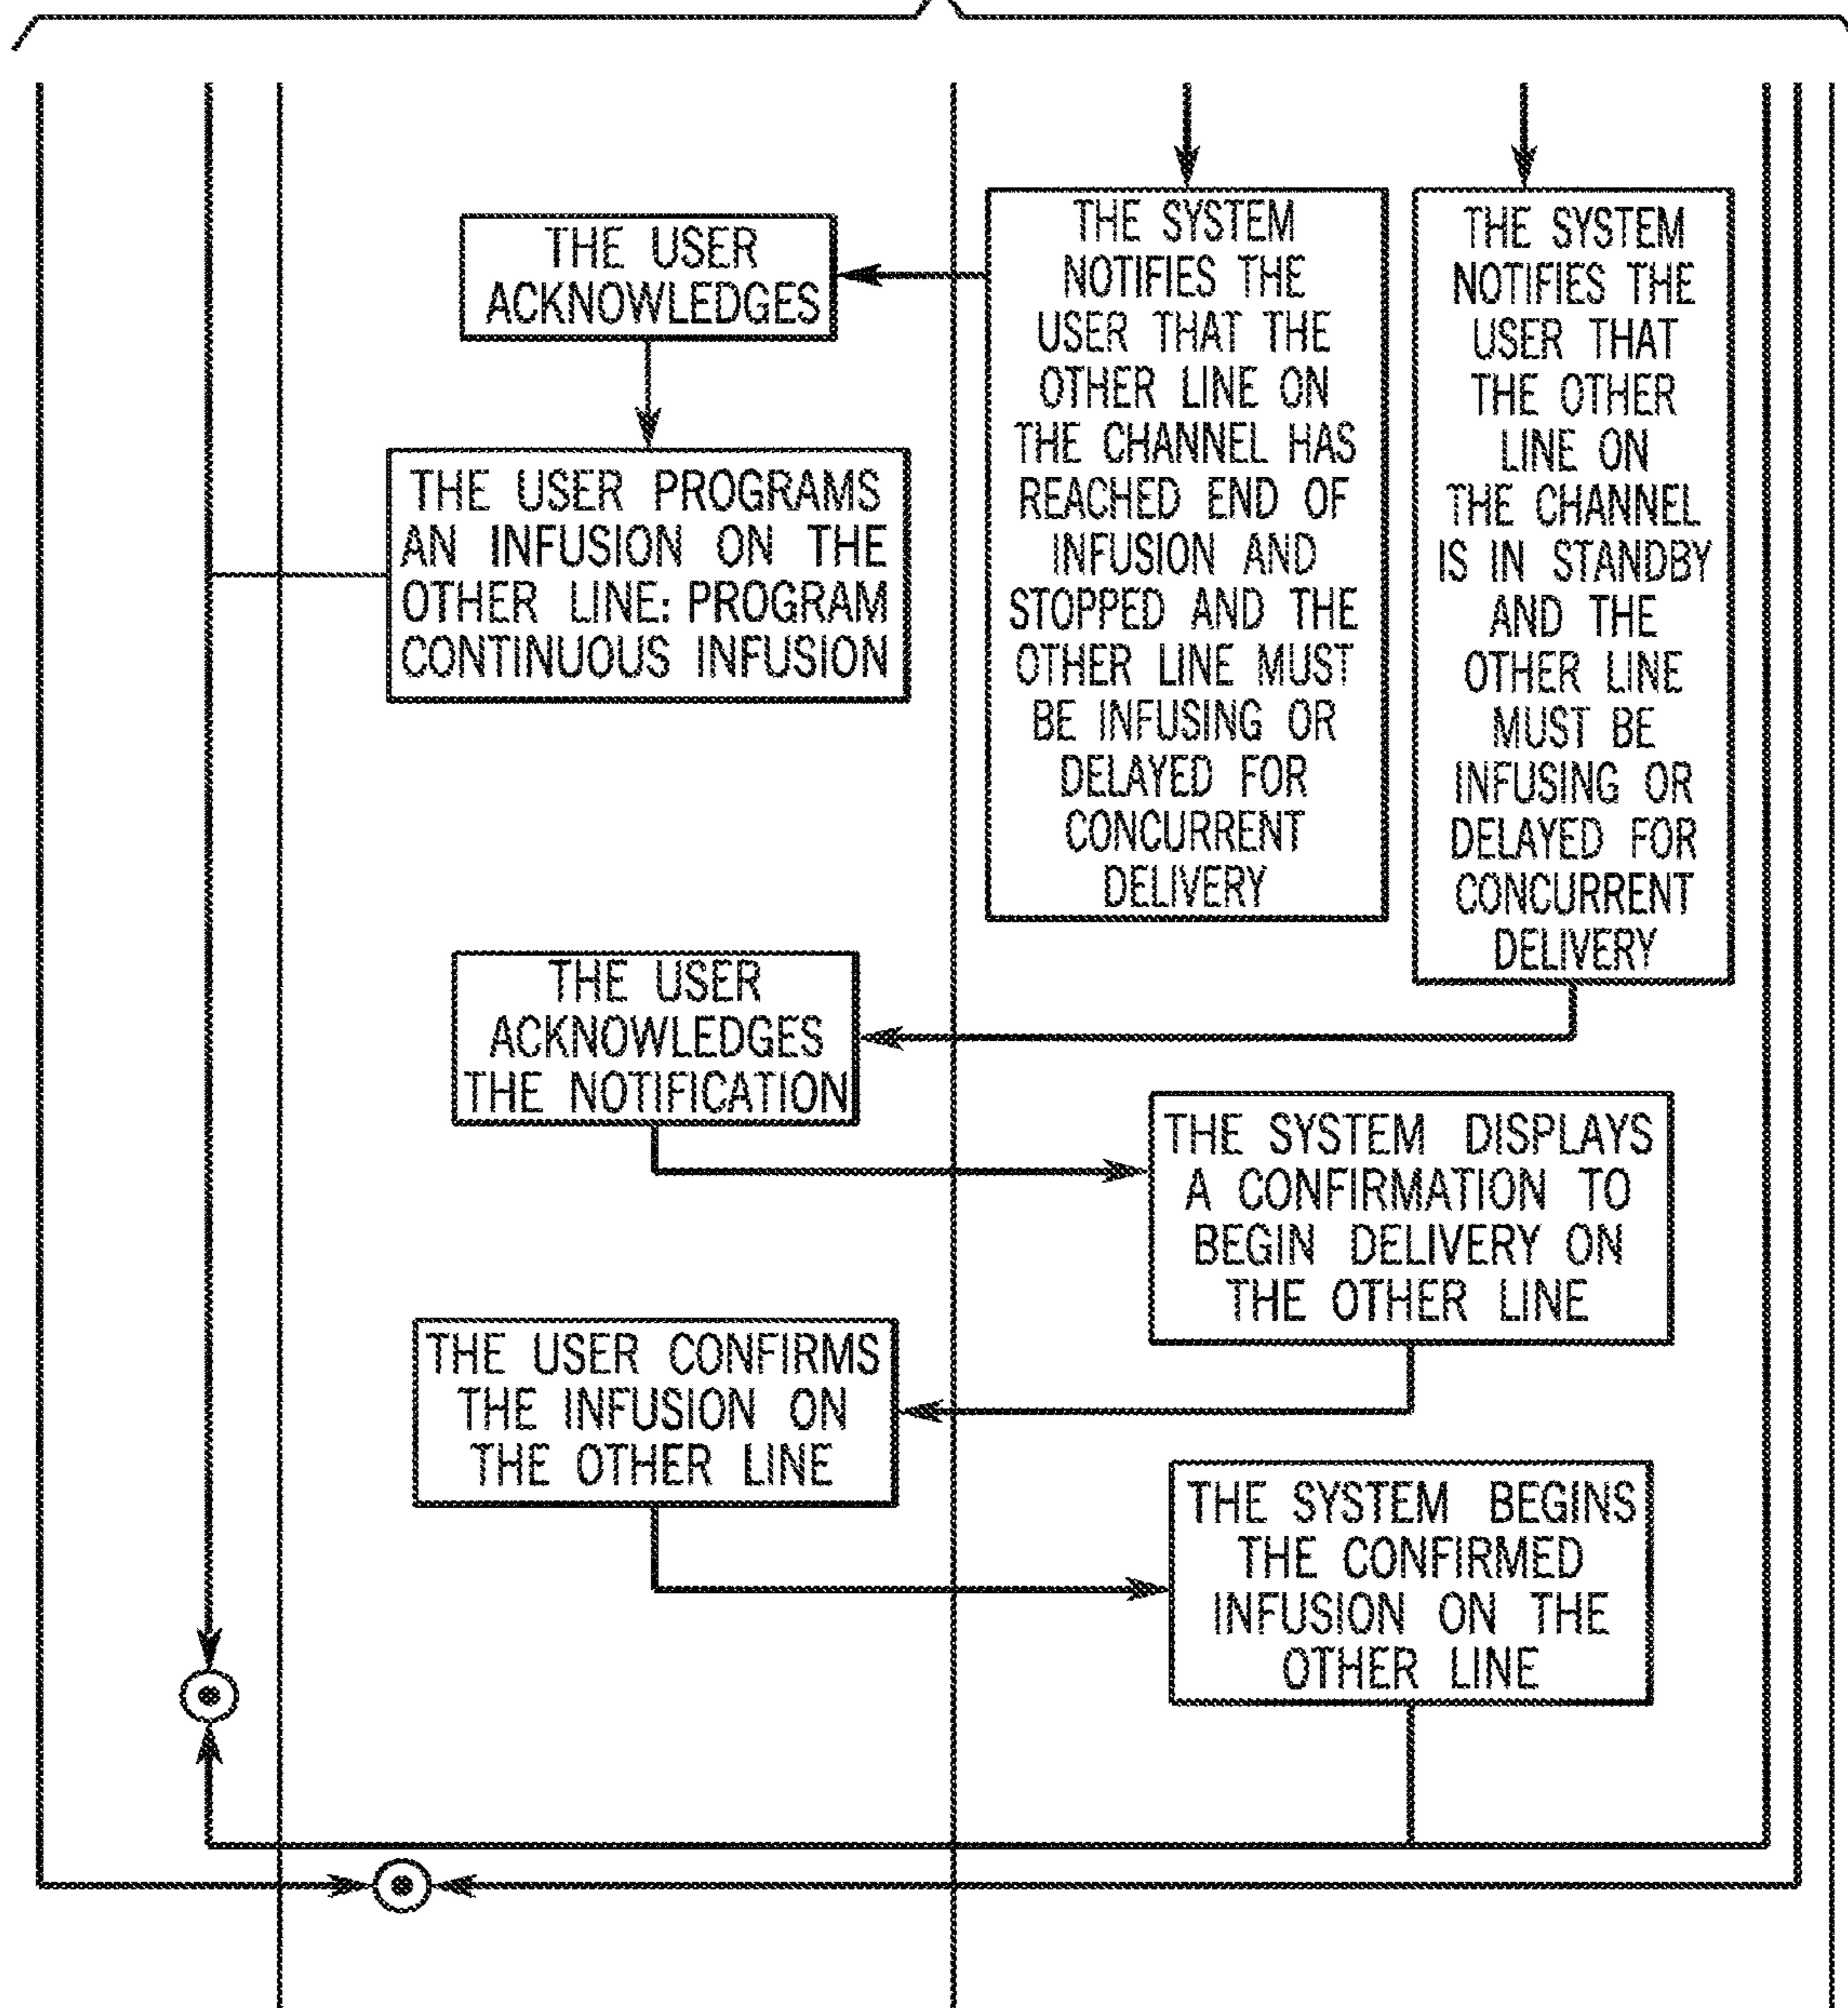 THE USER
ACKNOWLEDGES
THE USER PROGRAMS
AN INFUSION ON THE
OTHER LINE: PROGRAM
CONTINUOUS INFUSION
THE SYSTEM
NOTIFIES THE
USER THAT THE
OTHER LINE ON
THE CHANNEL HAS
REACHED END OF
INFUSION AND
STOPPED AND THE
OTHER LINE MUST
BE INFUSING OR
DELAYED FOR
CONCURRENT
DELIVERY
THE SYSTEM
NOTIFIES THE
USER THAT
THE OTHER
LINE ON
THE CHANNEL
IS IN STANDBY
AND THE
OTHER LINE
MUST BE
INFUSING OR
DELAYED FOR
CONCURRENT
DELIVERY
THE USER
ACKNOWLEDGES
THE NOTIFICATION
THE SYSTEM DISPLAYS
A CONFIRMATION TO
BEGIN DELIVERY ON
THE OTHER LINE
THE USER CONFIRMS
THE INFUSION ON
THE OTHER LINE
THE SYSTEM BEGINS
THE CONFIRMED
INFUSION ON THE
OTHER LINE